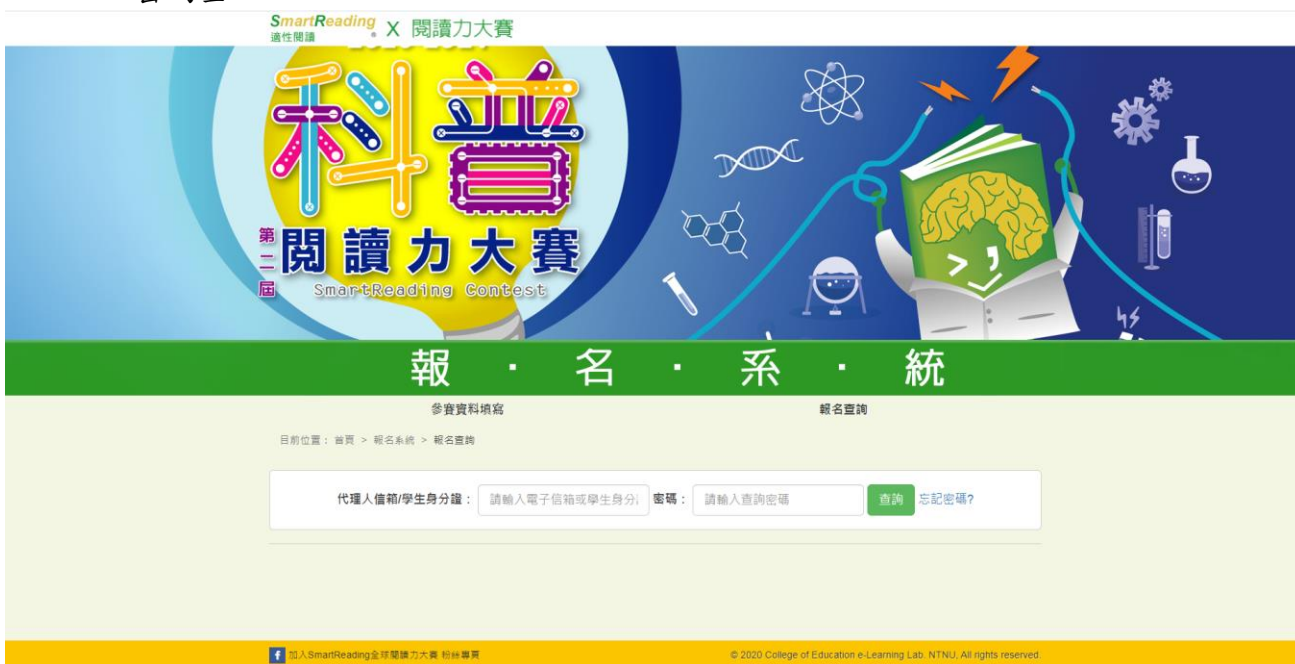 SmartReading
適性閱讀 ® X 閱讀力大賽
科普
第二屆
閱讀力大賽
SmartReading Contest
報·名·系·統
參賽資料填寫 報名查詢
目前位置: 首頁 > 報名系統 > 報名查詢
代理人信箱/學生身分證: 請輸入電子信箱或學生身分 密碼: 請輸入查詢密碼 查詢 忘記密碼?
加入SmartReading全球閱讀力大賽 粉絲專頁 © 2020 College of Education e-Learning Lab. NTNU, All rights reserved.